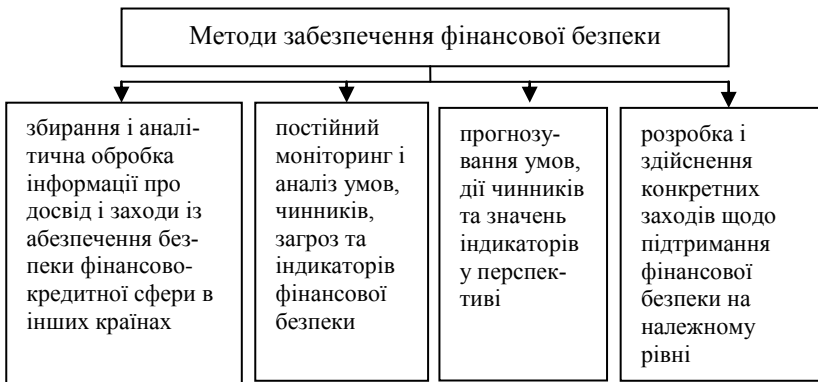 Методи забезпечення фінансової безпеки
збирання і аналі-
тична обробка
інформації про
досвід і заходи із
абезпечення без-
пеки фінансово-
кредитної сфери в
інших країнах
постійний
моніторинг і
аналіз умов,
чинників,
загроз та
індикаторів
фінансової
безпеки
прогнозу-
вання умов,
дії чинників
та значень
індикаторів
у перспек-
тиві
розробка і
здійснення
конкретних
заходів щодо
підтримання
фінансової
безпеки на
належному
рівні